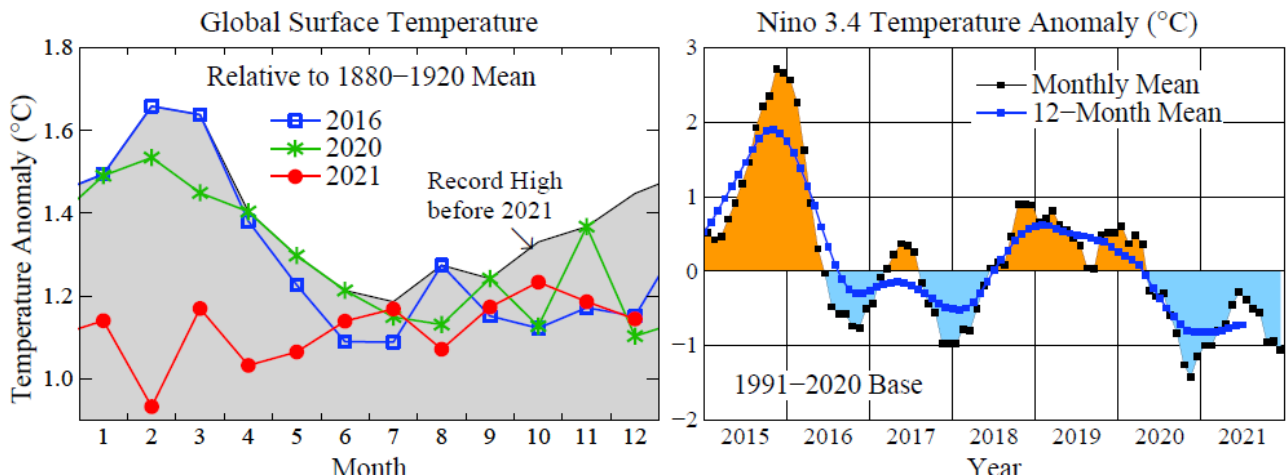 Global Surface Temperature
Temperature Anomaly (°C)
1.8
1.6
1.4
1.2
1.0
Relative to 1880−1920 Mean
2016
2020
2021
Record High
before 2021
1 2 3 4 5 6 7 8 9 10 11 12
Month
Nino 3.4 Temperature Anomaly (°C)
3
2
1
0
−1
−2
Monthly Mean
12−Month Mean
1991−2020 Base
2015 2016 2017 2018 2019 2020 2021
Year